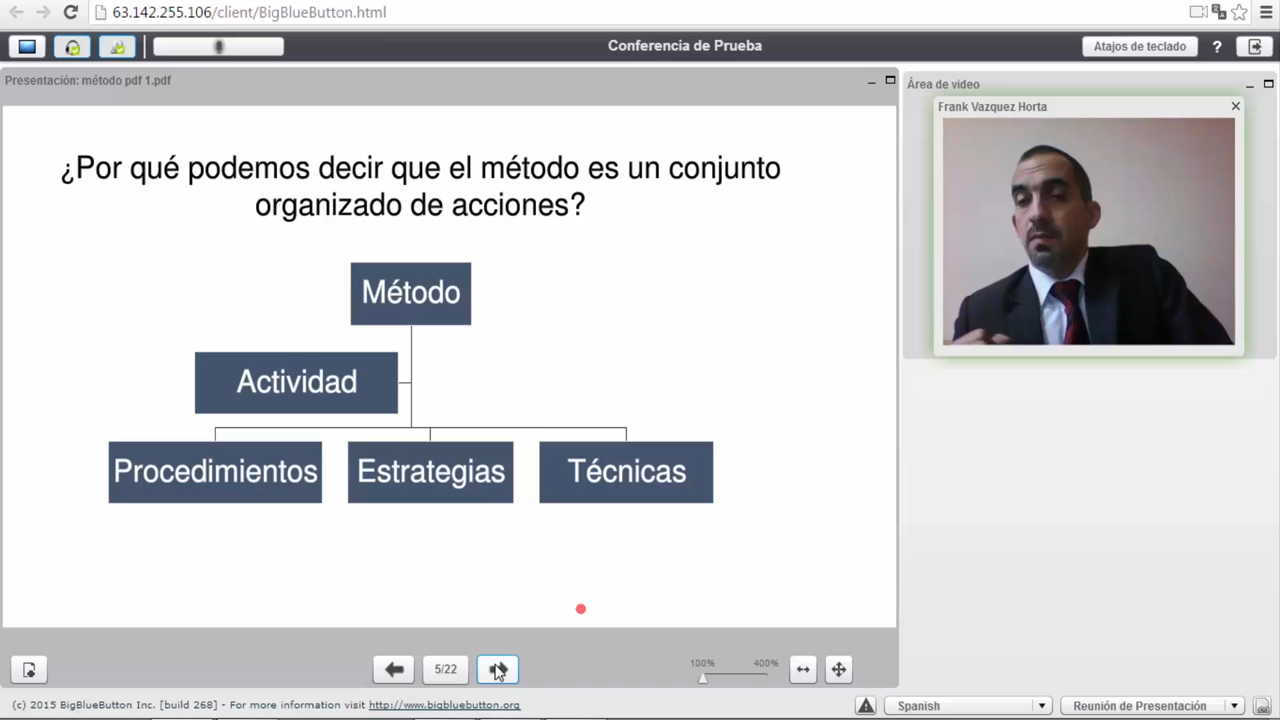 63.142.255.106/client/BigBlueButton.html
Conferencia de Prueba
Atajos de teclado
?
Presentación: método pdf 1.pdf
Área de video
Frank Vazquez Horta
¿Por qué podemos decir que el método es un conjunto
organizado de acciones?
Método
Actividad
Procedimientos
Estrategias
Técnicas
5/22
100%
400%
(c) 2015 BigBlueButton Inc. [build 268] - For more information visit http://www.bigbluebutton.org
Spanish
Reunión de Presentación